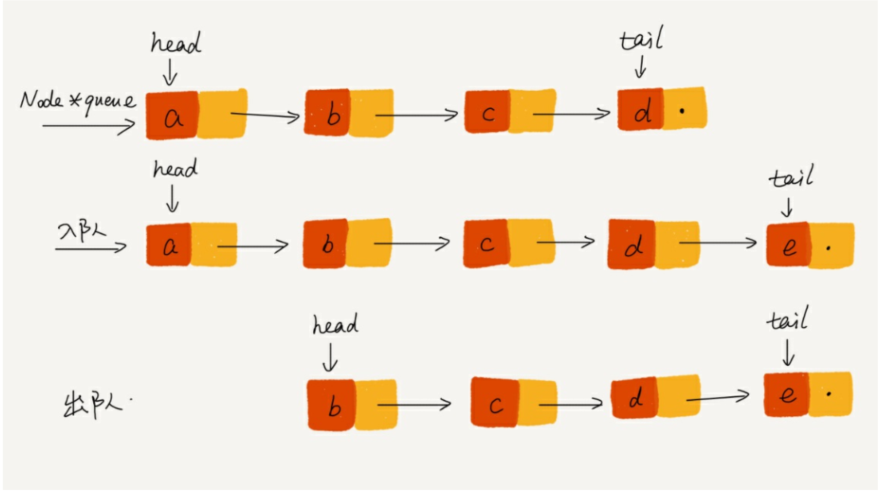 head tail
Node *queue a b c d .
head tail
入队 a b c d e .
head tail
出队. b c d e .